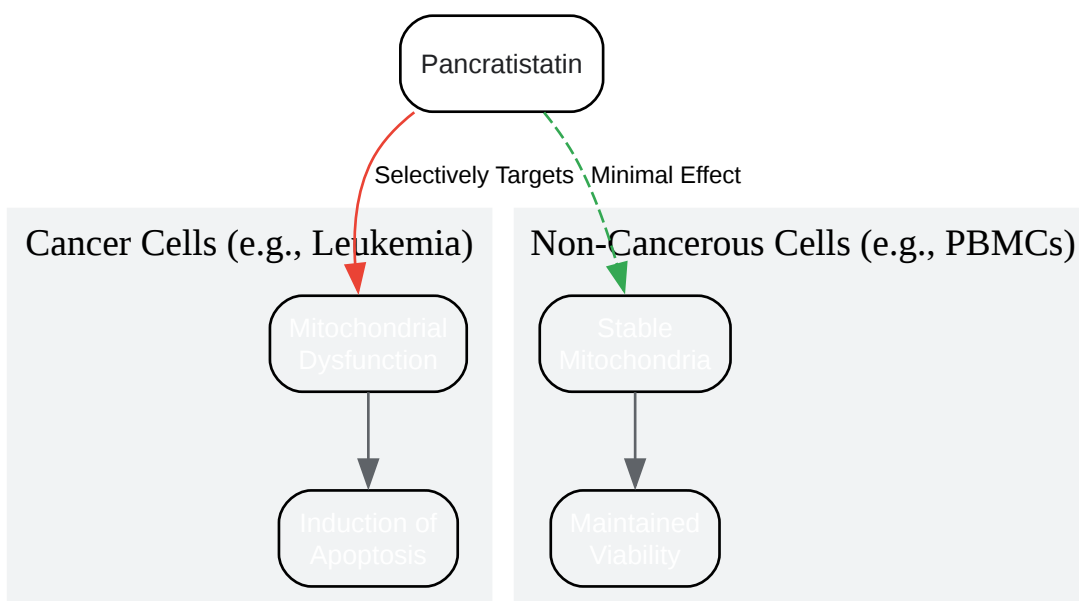 Pancratistatin
Selectively Targets
Minimal Effect
Cancer Cells (e.g., Leukemia)
Non-Cancerous Cells (e.g., PBMCs)
Mitochondrial
Dysfunction
Stable
Mitochondria
Induction of
Apoptosis
Maintained
Viability